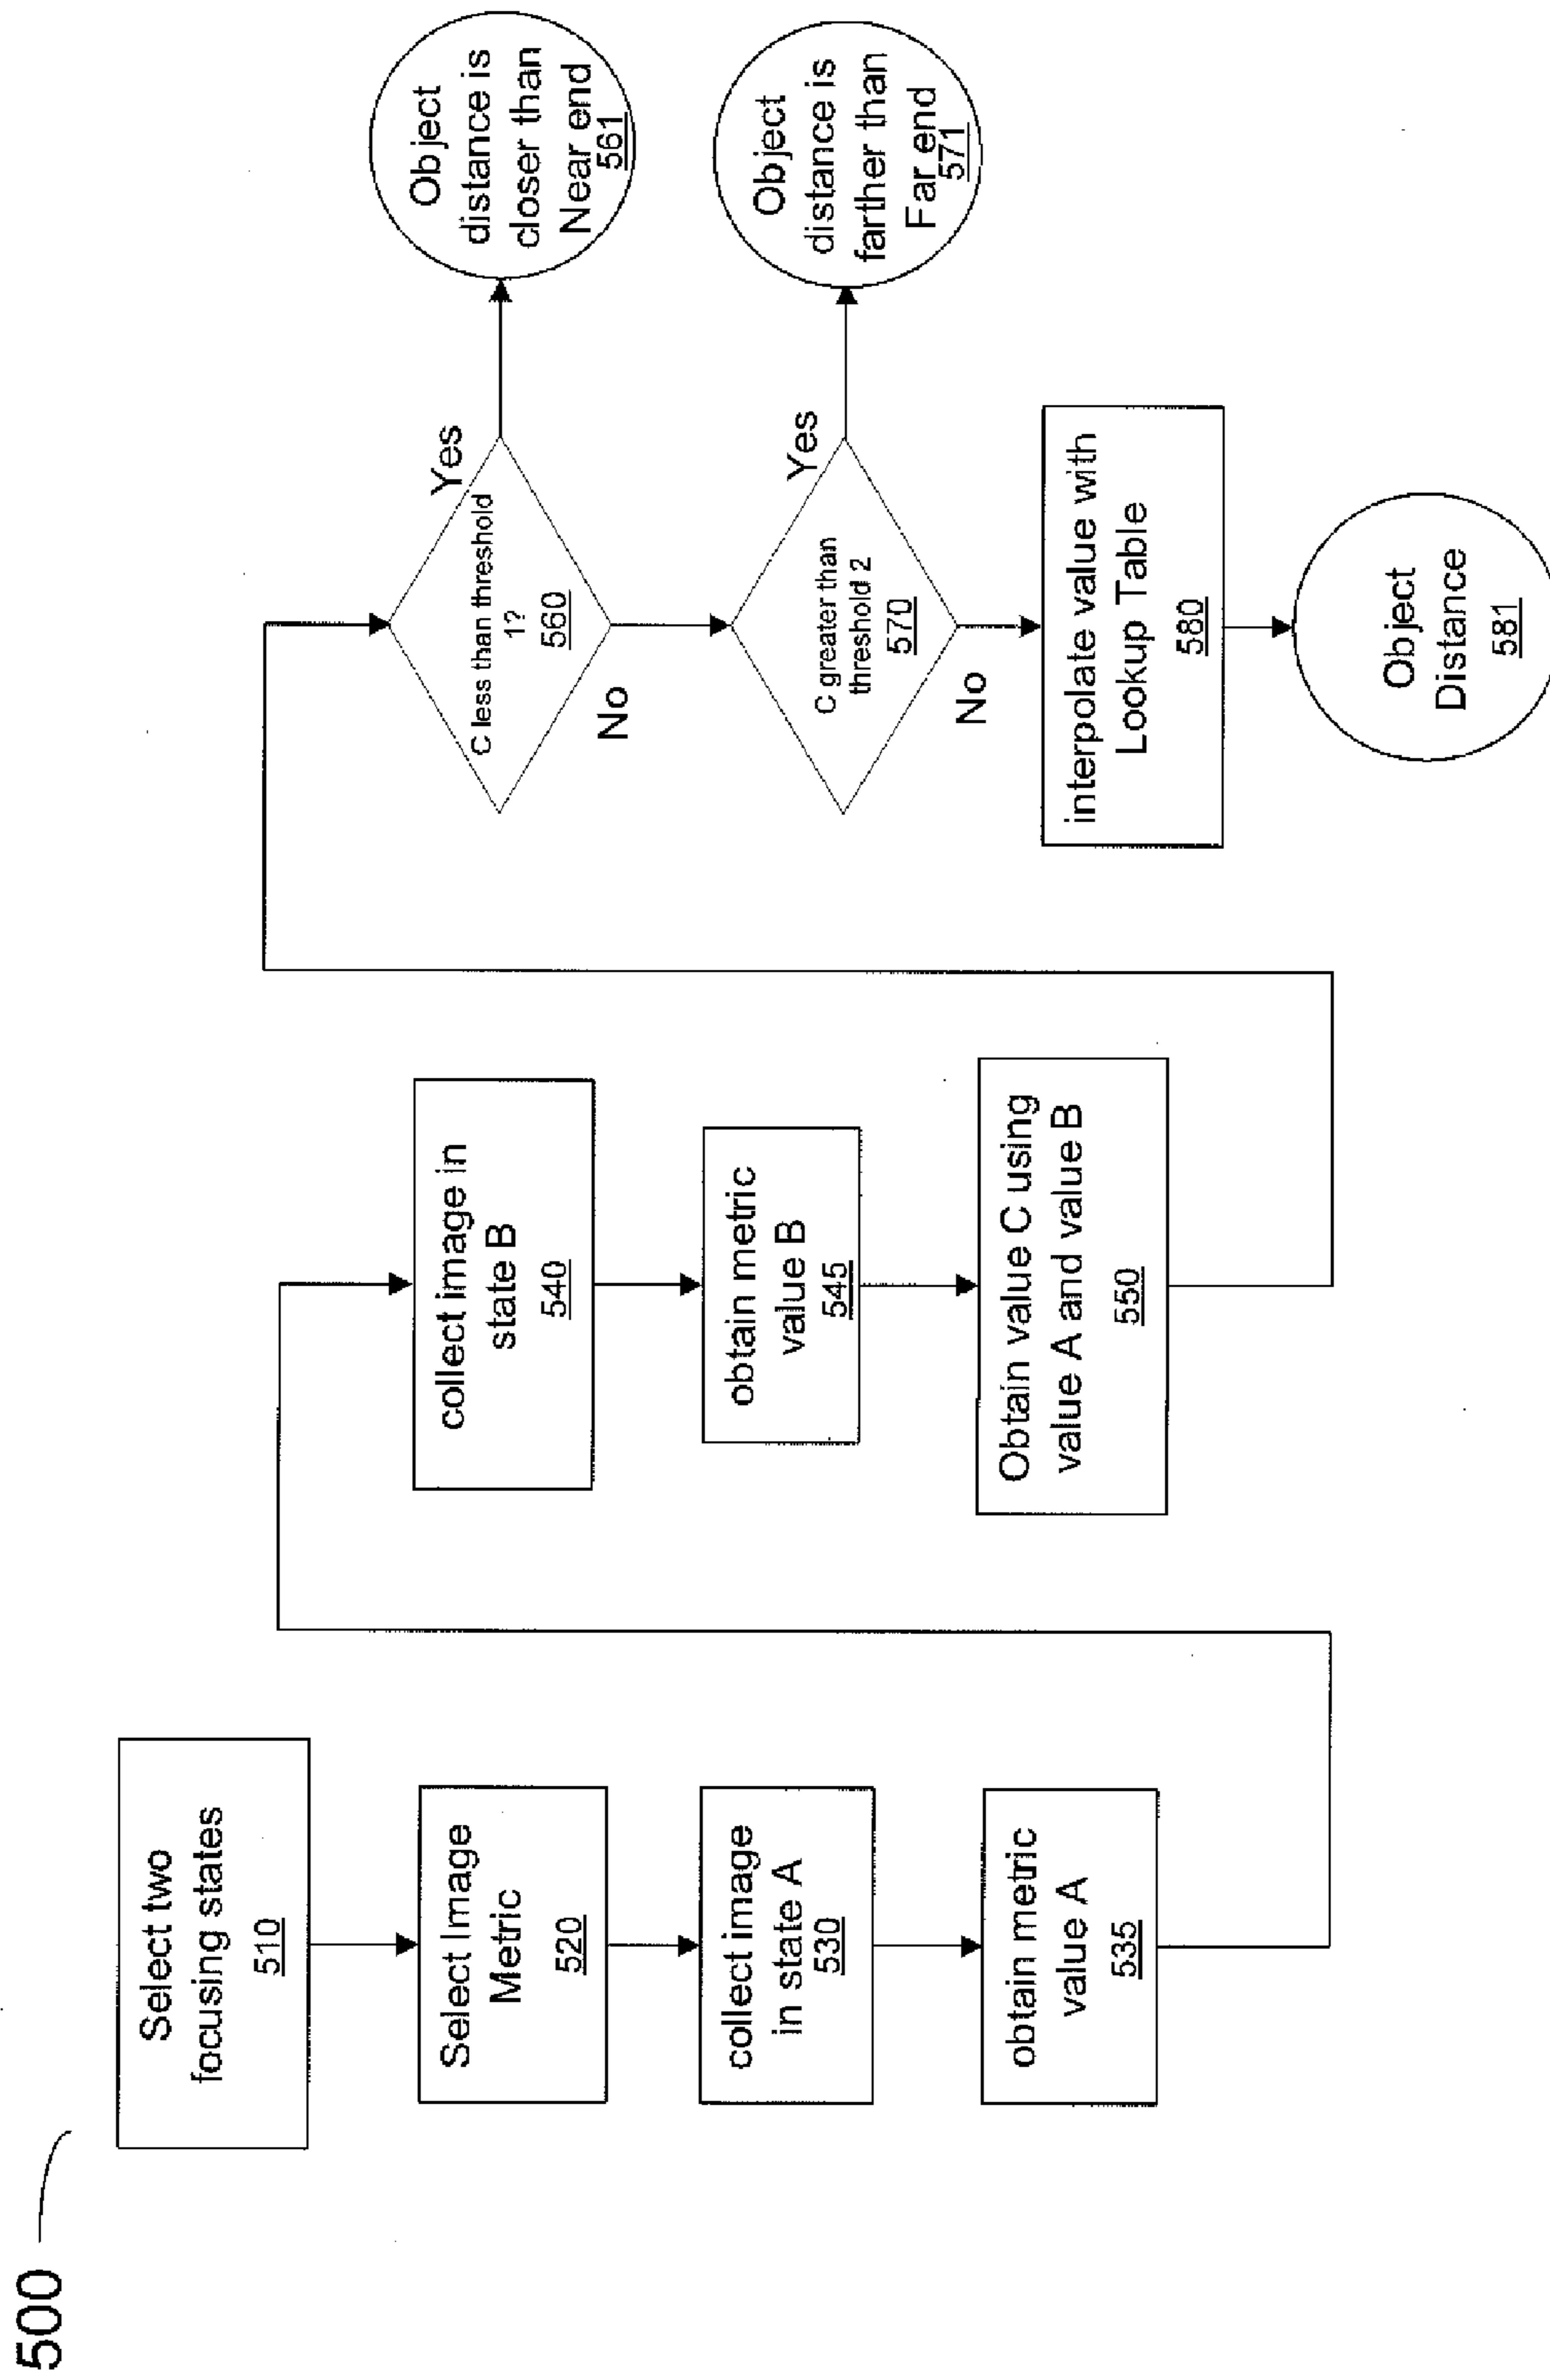 500
Select two
focusing states
510
Select Image
Metric
520
collect image
in state A
530
obtain metric
value A
535
collect image in
state B
540
obtain metric
value B
545
Obtain value C using
value A and value B
550
C less than threshold
1?
560
Yes
No
Object
distance is
closer than
Near end
561
C greater than
threshold 2
570
Yes
No
Object
distance is
farther than
Far end
571
interpolate value with
Lookup Table
580
Object
Distance
581